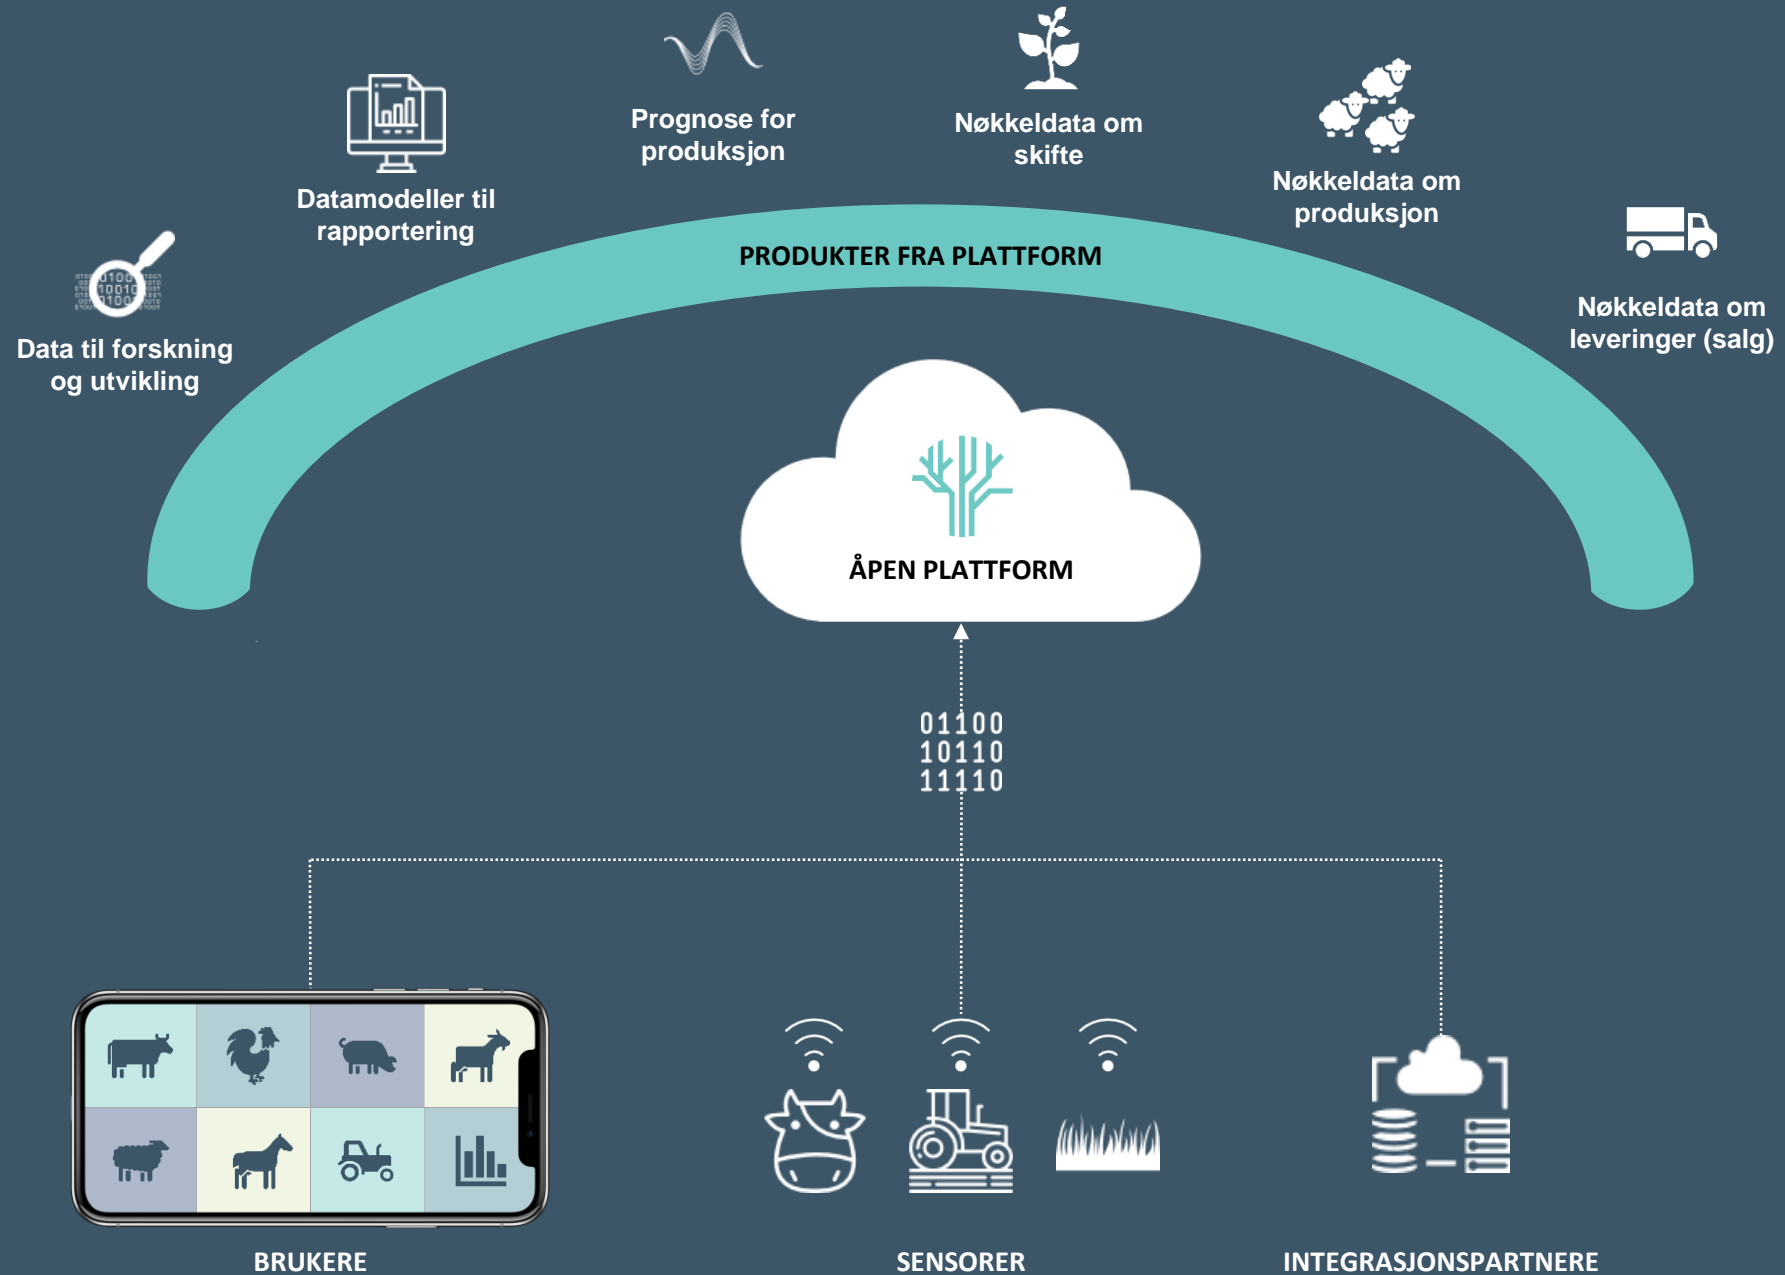 Prognose for
produksjon
Nøkkeldata om
skifte
Datamodeller til
rapportering
Nøkkeldata om
produksjon
Data til forskning
og utvikling
Nøkkeldata om
leveringer (salg)
PRODUKTER FRA PLATTFORM
ÅPEN PLATTFORM
01100
10110
11110
BRUKERE
SENSORER
INTEGRASJONSPARTNERE